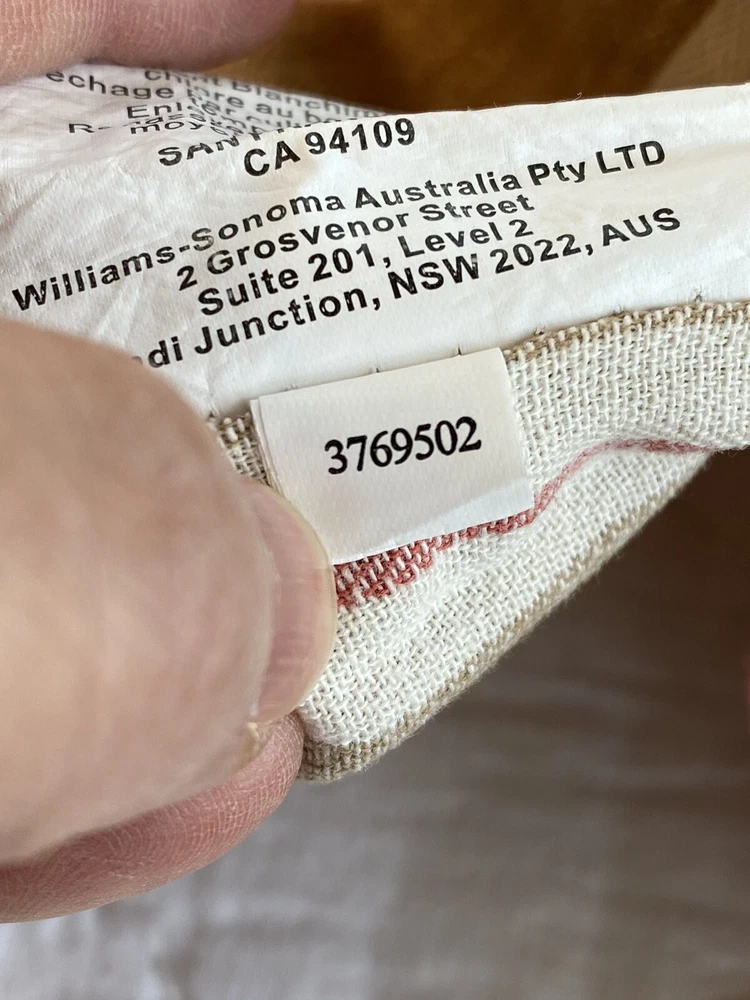 échage
CA 94109
Williams-Sonoma Australia Pty LTD
2 Grosvenor Street
Suite 201, Level 2
Junction, NSW 2022, AUS
3769502